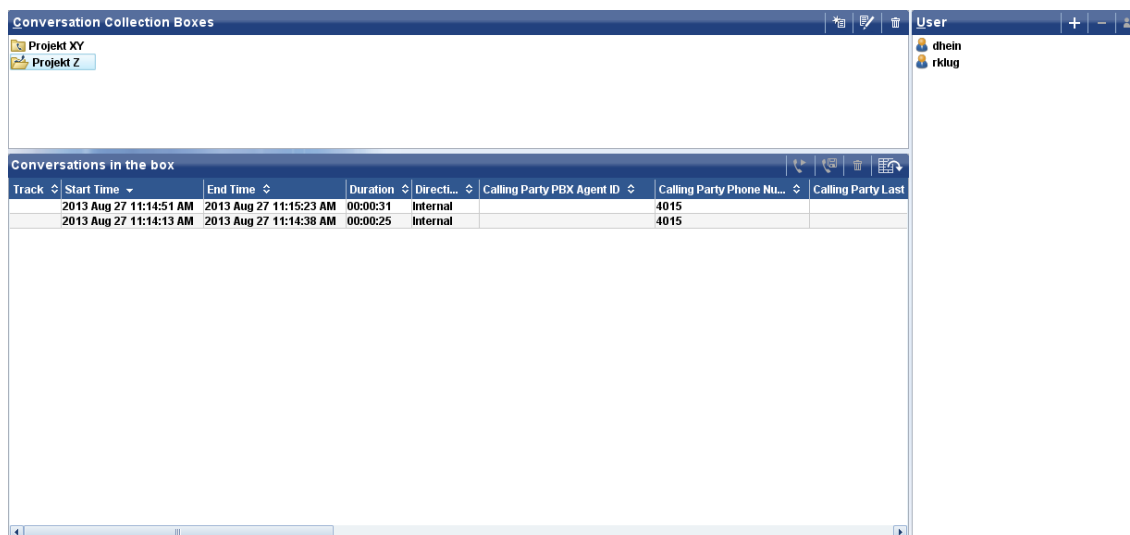 Conversation Collection Boxes
Projekt XY
Projekt Z
User
dhein
rklug
Conversations in the box
Track Start Time End Time Duration Directi... Calling Party PBX Agent ID Calling Party Phone Nu... Calling Party Last
2013 Aug 27 11:14:51 AM 2013 Aug 27 11:15:23 AM 00:00:31 Internal 4015
2013 Aug 27 11:14:13 AM 2013 Aug 27 11:14:38 AM 00:00:25 Internal 4015